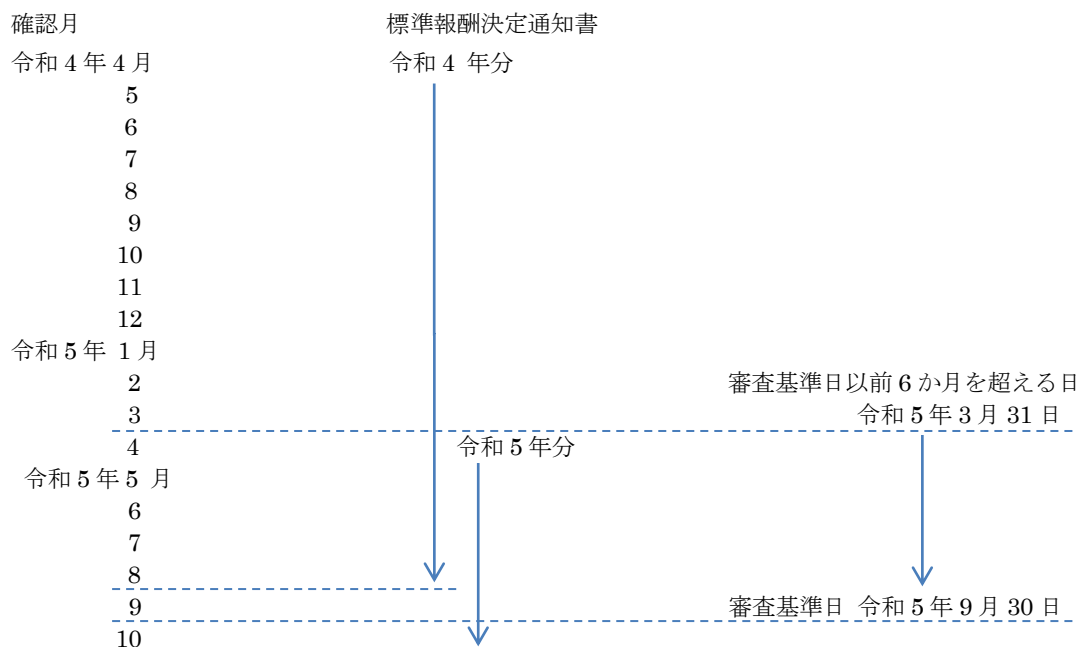 確認月 標準報酬決定通知書
令和 4 年 4 月 令和 4 年分
5
6
7
8
9
10
11
12
令和 5 年 1 月
2 審査基準日以前 6 か月を超える日
3 令和 5 年 3 月 31 日
4 令和 5 年分
令和 5 年 5 月
6
7
8
9 審査基準日 令和 5 年 9 月 30 日
10